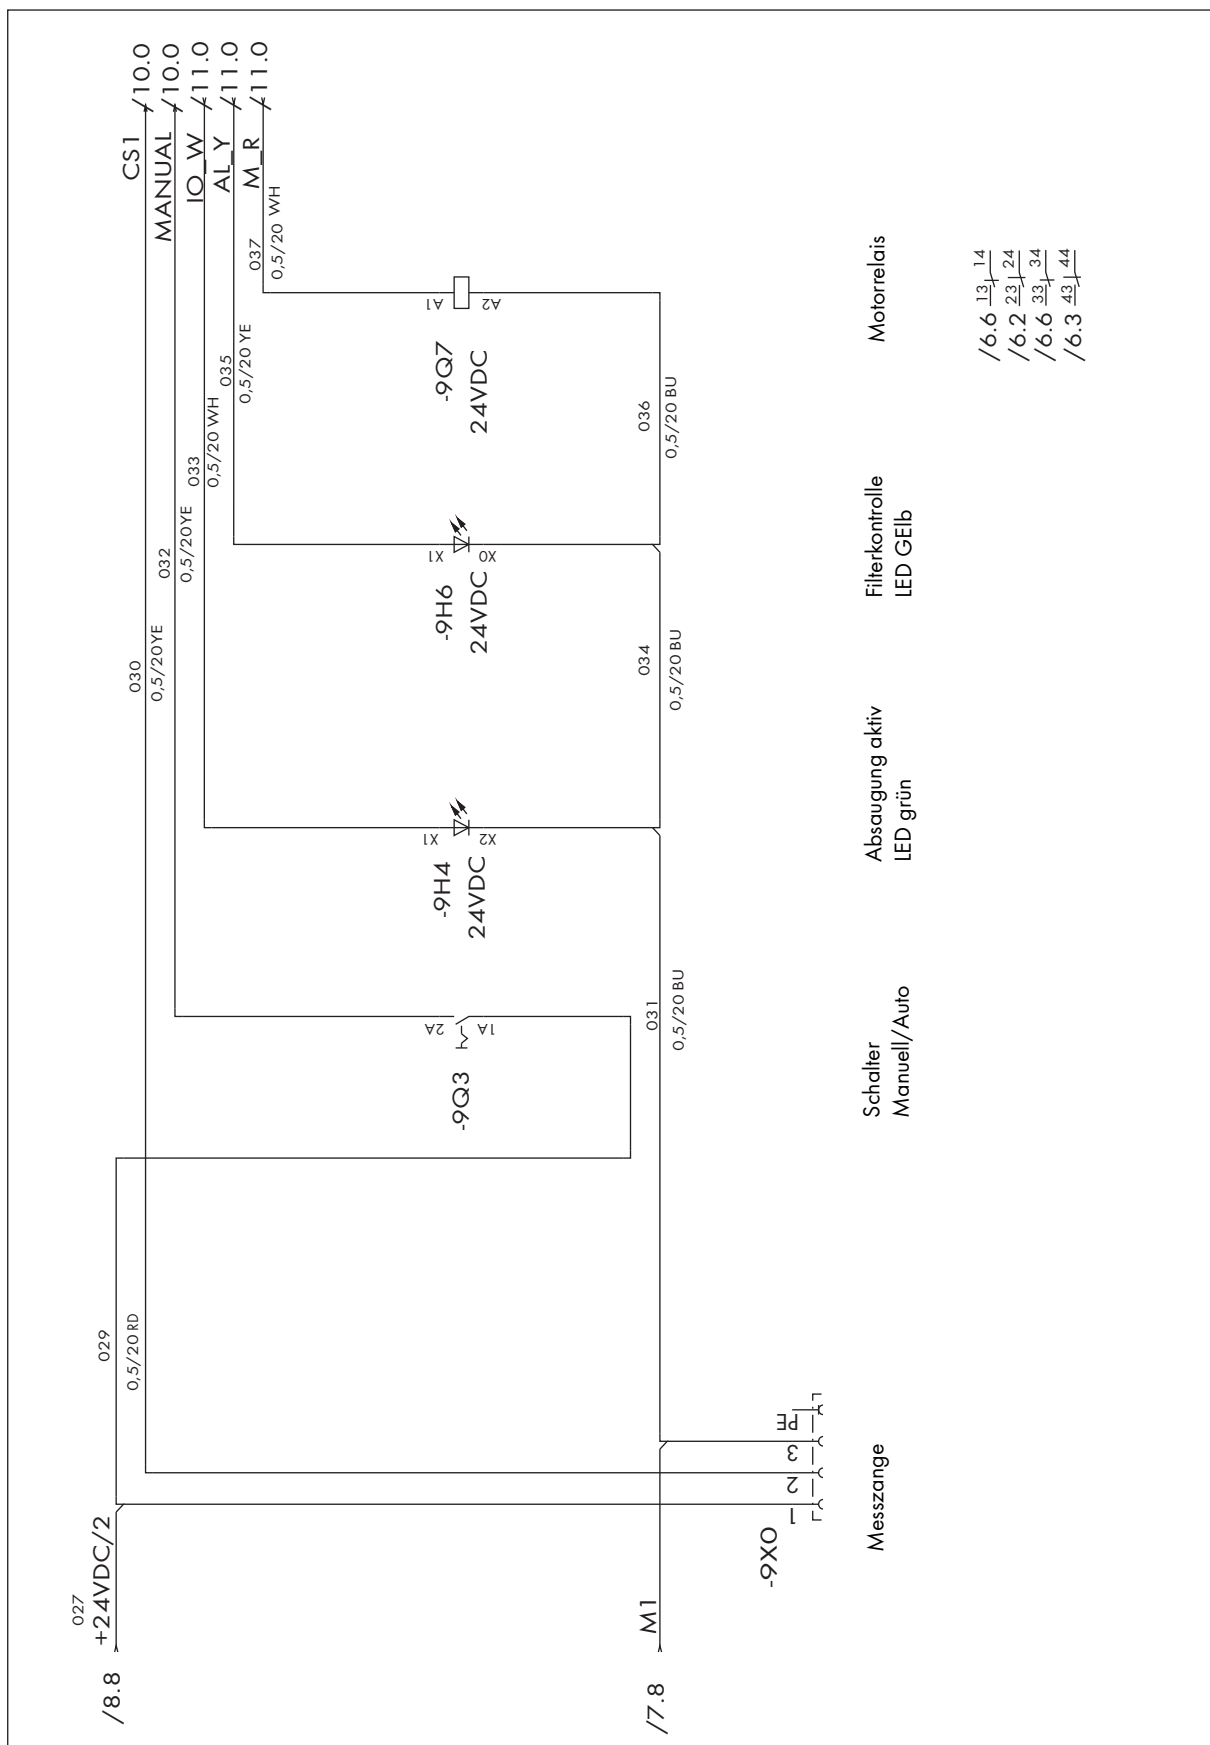 027
+24VDC/2
/8.8
029
0,5/20 RD
030
0,5/20YE
CS1
/10.0
032
0,5/20YE
MANUAL
/10.0
033
0,5/20 WH
IO_W
/11.0
035
0,5/20 YE
AL_Y
/11.0
037
0,5/20 WH
M_R
/11.0
2A
1A
-9Q3
X1
X2
-9H4
24VDC
X1
X0
-9H6
24VDC
A1
A2
-9Q7
24VDC
M1
/7.8
031
0,5/20 BU
034
0,5/20 BU
036
0,5/20 BU
-9X0
1
2
3
PE
Messzange
Schalter
Manuell/Auto
Absaugung aktiv
LED grün
Filterkontrolle
LED GElb
Motorrelais
/6.6 13 14
/6.2 23 24
/6.6 33 34
/6.3 43 44